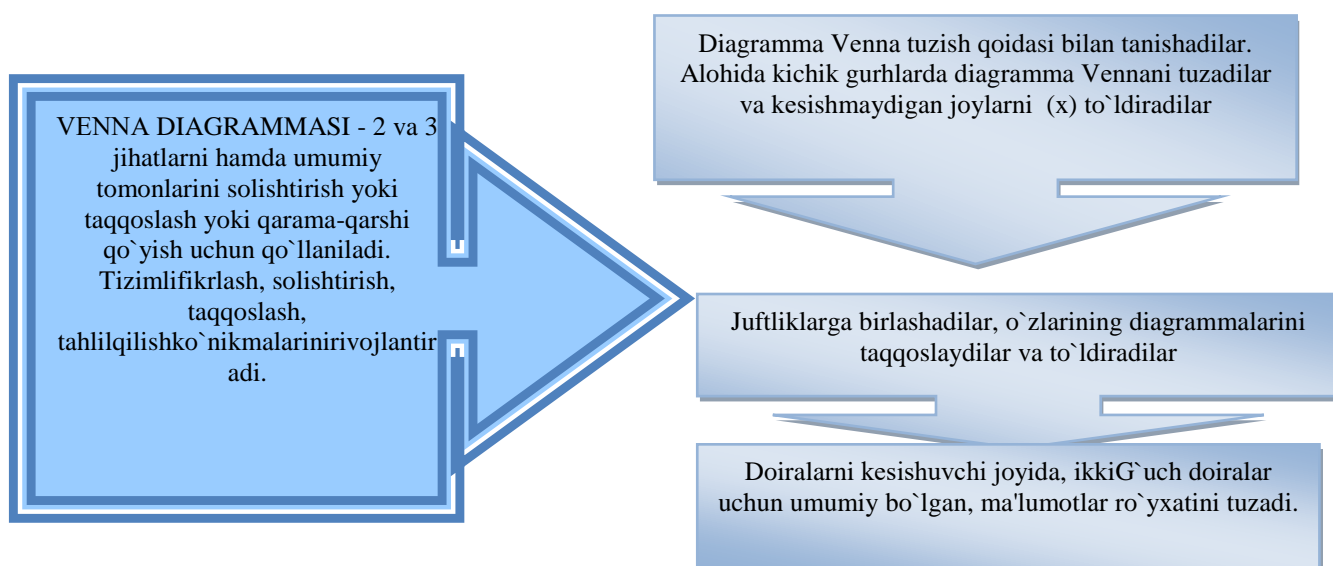 VENNA DIAGRAMMASI - 2 va 3
jihatlarni hamda umumiy
tomonlarini solishtirish yoki
taqqoslash yoki qarama-qarshi
qo`yish uchun qo`llaniladi.
Tizimlifikrlash, solishtirish,
taqqoslash,
tahlilqilishko`nikmalarinirivojlantir
adi.
Diagramma Venna tuzish qoidasi bilan tanishadilar.
Alohida kichik gurhlarda diagramma Vennani tuzadilar
va kesishmaydigan joylarni (x) to`ldiradilar
Juftliklarga birlashadilar, o`zlarining diagrammalarini
taqqoslaydilar va to`ldiradilar
Doiralarni kesishuvchi joyida, ikkiG`uch doiralar
uchun umumiy bo`lgan, ma'lumotlar ro`yxatini tuzadi.